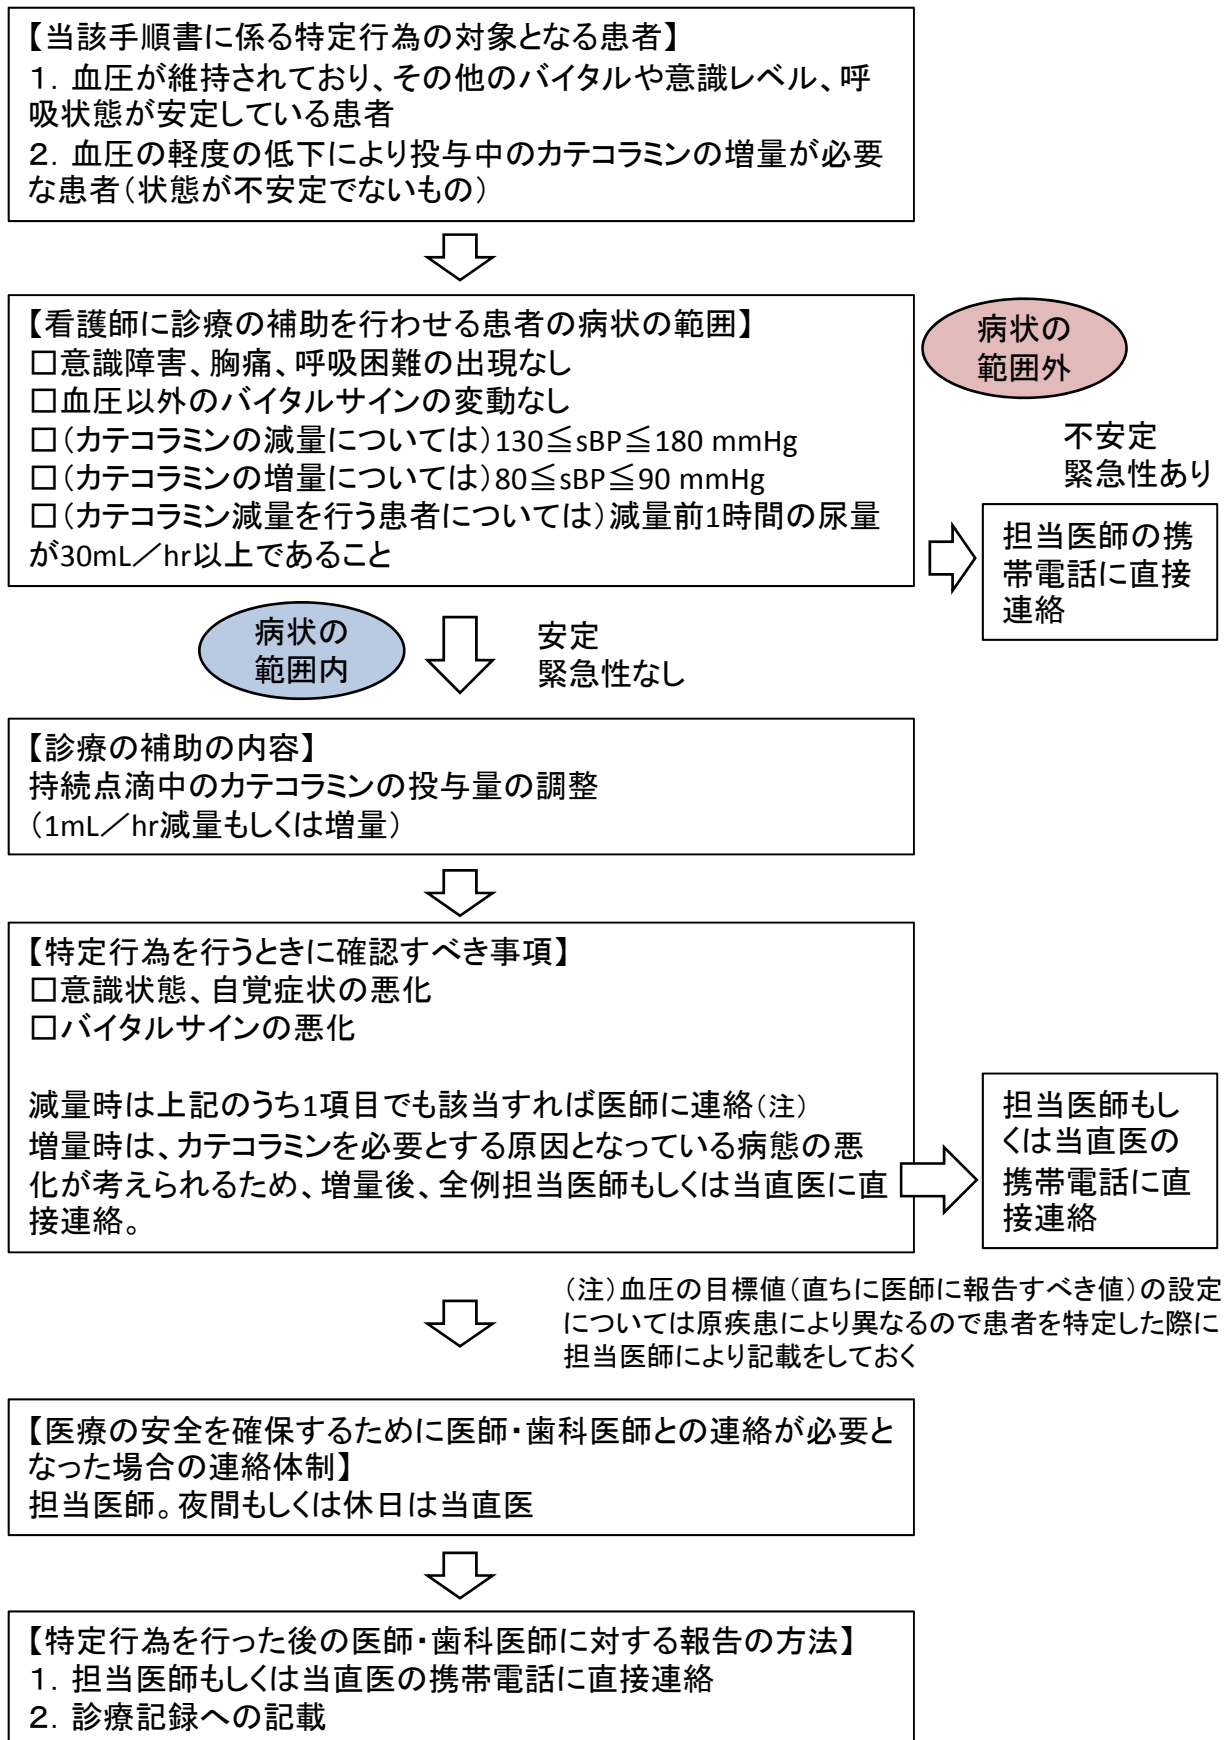 【当該手順書に係る特定行為の対象となる患者】
1．血圧が維持されており、その他のバイタルや意識レベル、呼
吸状態が安定している患者
2．血圧の軽度の低下により投与中のカテコラミンの増量が必要
な患者（状態が不安定でないもの）
【看護師に診療の補助を行わせる患者の病状の範囲】
□意識障害、胸痛、呼吸困難の出現なし
□血圧以外のバイタルサインの変動なし
□（カテコラミンの減量については）130≦sBP≦180 mmHg
□（カテコラミンの増量については）80≦sBP≦90 mmHg
□（カテコラミン減量を行う患者については）減量前1時間の尿量
が30mL／hr以上であること
病状の
範囲外
不安定
緊急性あり
担当医師の携
帯電話に直接
連絡
病状の
範囲内
安定
緊急性なし
【診療の補助の内容】
持続点滴中のカテコラミンの投与量の調整
（1mL／hr減量もしくは増量）
【特定行為を行うときに確認すべき事項】
□意識状態、自覚症状の悪化
□バイタルサインの悪化
減量時は上記のうち1項目でも該当すれば医師に連絡（注）
増量時は、カテコラミンを必要とする原因となっている病態の悪
化が考えられるため、増量後、全例担当医師もしくは当直医に直
接連絡。
担当医師もし
くは当直医の
携帯電話に直
接連絡
（注）血圧の目標値（直ちに医師に報告すべき値）の設定
については原疾患により異なるので患者を特定した際に
担当医師により記載をしておく
【医療の安全を確保するために医師・歯科医師との連絡が必要と
なった場合の連絡体制】
担当医師。夜間もしくは休日は当直医
【特定行為を行った後の医師・歯科医師に対する報告の方法】
1．担当医師もしくは当直医の携帯電話に直接連絡
2．診療記録への記載